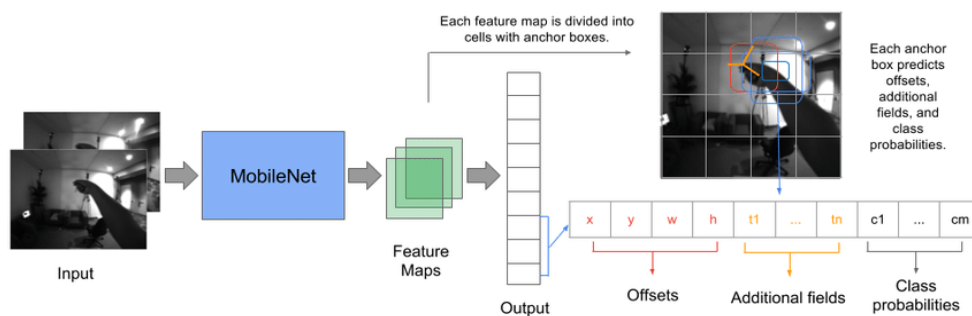 Each feature map is divided into
cells with anchor boxes.
Each anchor
box predicts
offsets,
additional
fields, and
class
probabilities.
MobileNet
Input
Feature
Maps
Output
x y w h t1 ... tn c1 ... cm
Offsets
Additional fields
Class
probabilities